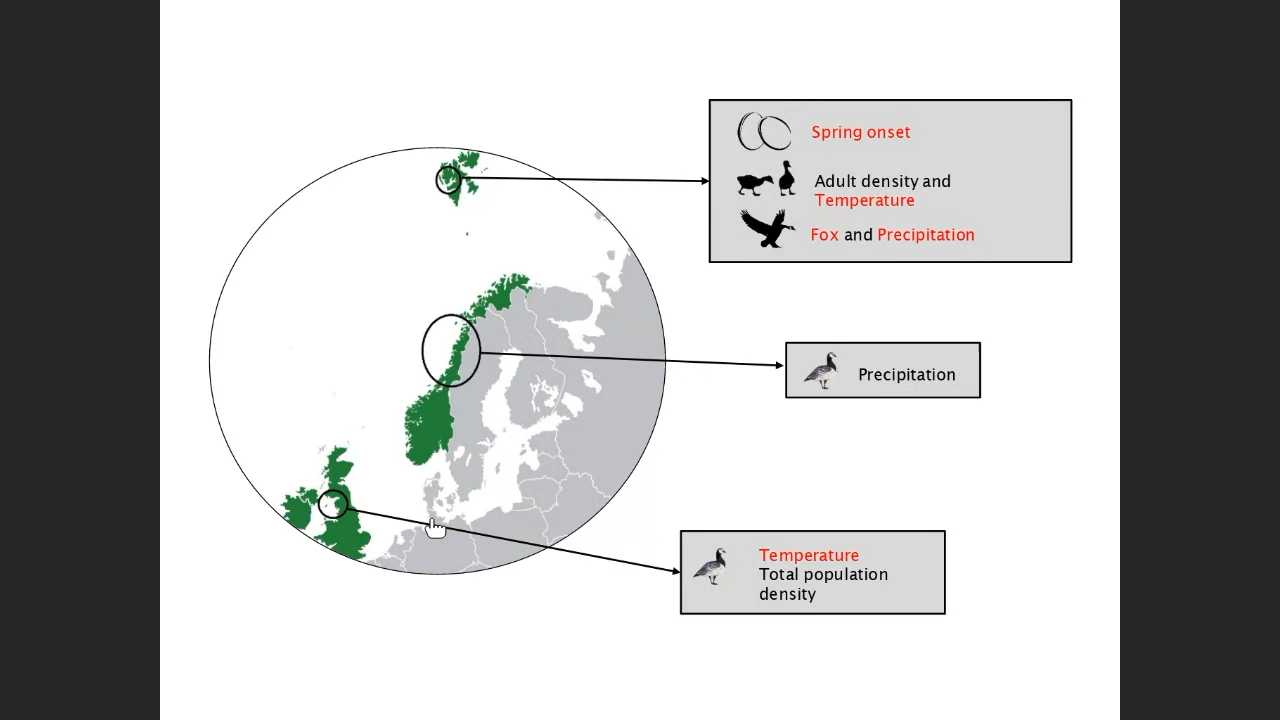 Spring onset
Adult density and
Temperature
Fox and Precipitation
Precipitation
Temperature
Total population
density